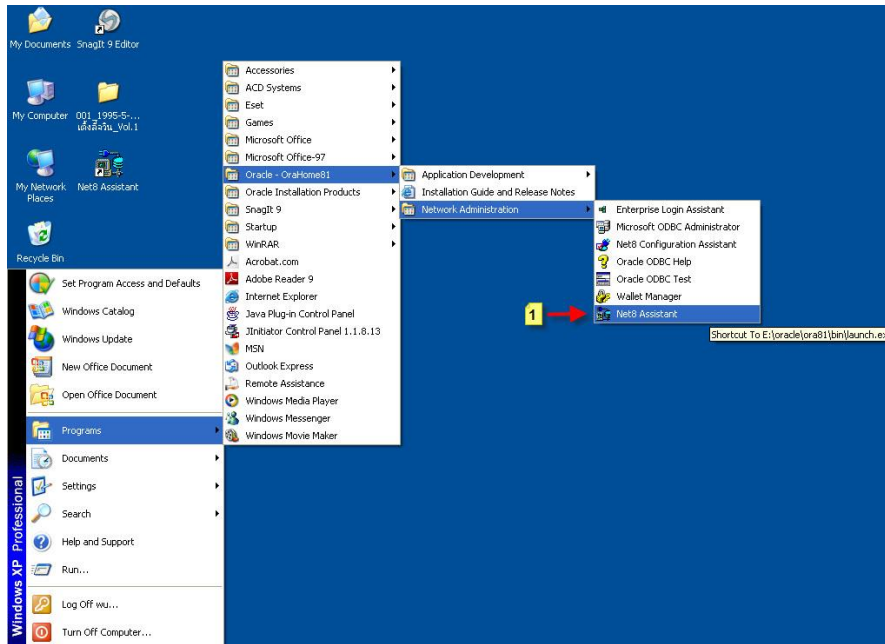 My Documents
SnagIt 9 Editor
My Computer
001_1995-5-...
เต้งลี่จวิน_Vol.1
My Network
Places
Net8 Assistant
Recycle Bin
Set Program Access and Defaults
Windows Catalog
Windows Update
New Office Document
Open Office Document
Programs
Documents
Settings
Search
Help and Support
Run...
Log Off wu...
Turn Off Computer...
Windows XP Professional
Accessories
ACD Systems
Eset
Games
Microsoft Office
Microsoft Office-97
Oracle - OraHome81
Oracle Installation Products
SnagIt 9
Startup
WinRAR
Acrobat.com
Adobe Reader 9
Internet Explorer
Java Plug-in Control Panel
JInitiator Control Panel 1.1.8.13
MSN
Outlook Express
Remote Assistance
Windows Media Player
Windows Messenger
Windows Movie Maker
Application Development
Installation Guide and Release Notes
Network Administration
Enterprise Login Assistant
Microsoft ODBC Administrator
Net8 Configuration Assistant
Oracle ODBC Help
Oracle ODBC Test
Wallet Manager
1
Net8 Assistant
Shortcut To E:\oracle\ora81\bin\launch.ex